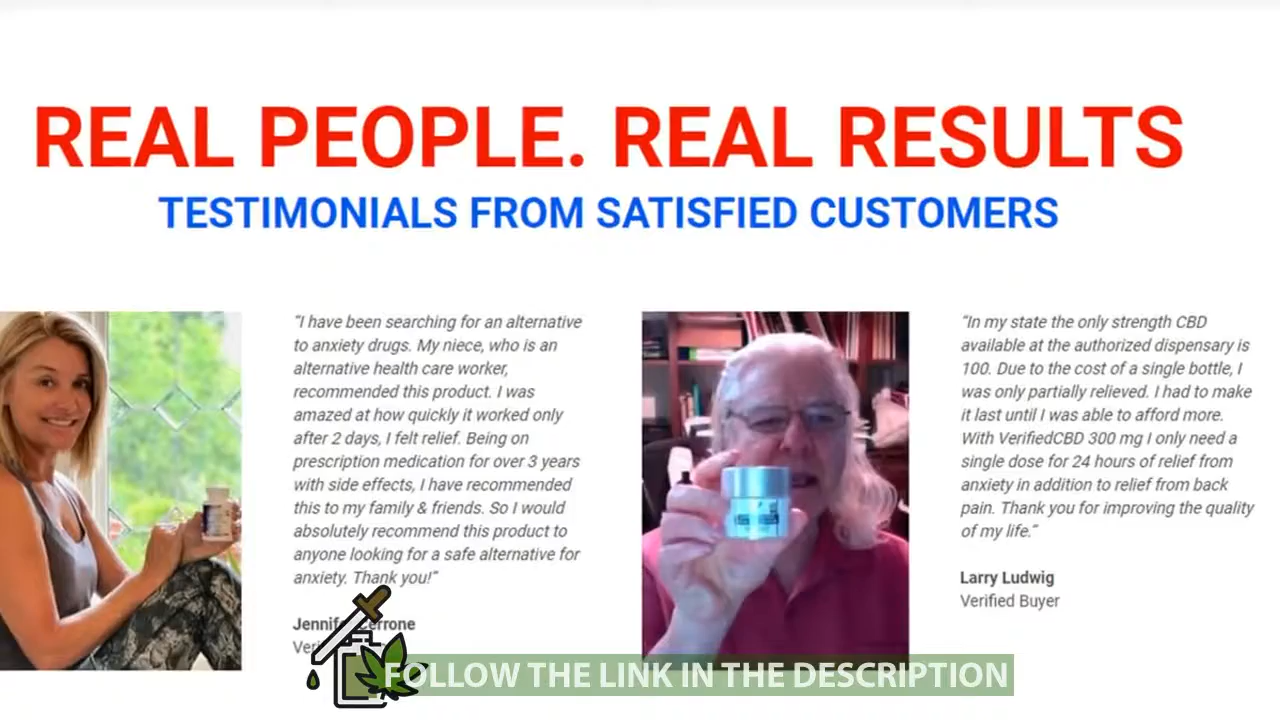 REAL PEOPLE. REAL RESULTS
TESTIMONIALS FROM SATISFIED CUSTOMERS
"I have been searching for an alternative
to anxiety drugs. My niece, who is an
alternative health care worker,
recommended this product. I was
amazed at how quickly it worked only
after 2 days, I felt relief. Being on
prescription medication for over 3 years
with side effects, I have recommended
this to my family & friends. So I would
absolutely recommend this product to
anyone looking for a safe alternative for
anxiety. Thank you!"
"In my state the only strength CBD
available at the authorized dispensary is
100. Due to the cost of a single bottle, I
was only partially relieved. I had to make
it last until I was able to afford more.
With VerifiedCBD 300 mg I only need a
single dose for 24 hours of relief from
anxiety in addition to relief from back
pain. Thank you for improving the quality
of my life."
Larry Ludwig
Verified Buyer
FOLLOW THE LINK IN THE DESCRIPTION